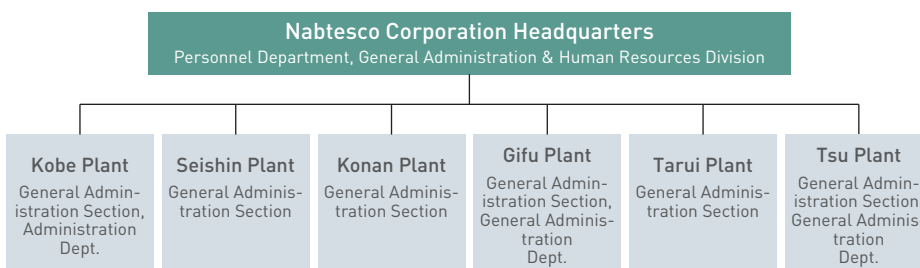 Nabtesco Corporation Headquarters
Personnel Department, General Administration & Human Resources Division
Kobe Plant
General Admin-
istration Section,
Administration
Dept.
Seishin Plant
General Adminis-
tration Section
Konan Plant
General Adminis-
tration Section
Gifu Plant
General Admin-
istration Section,
General Adminis-
tration
Dept.
Tarui Plant
General Adminis-
tration Section
Tsu Plant
General Admin-
istration Section
General Adminis-
tration
Dept.